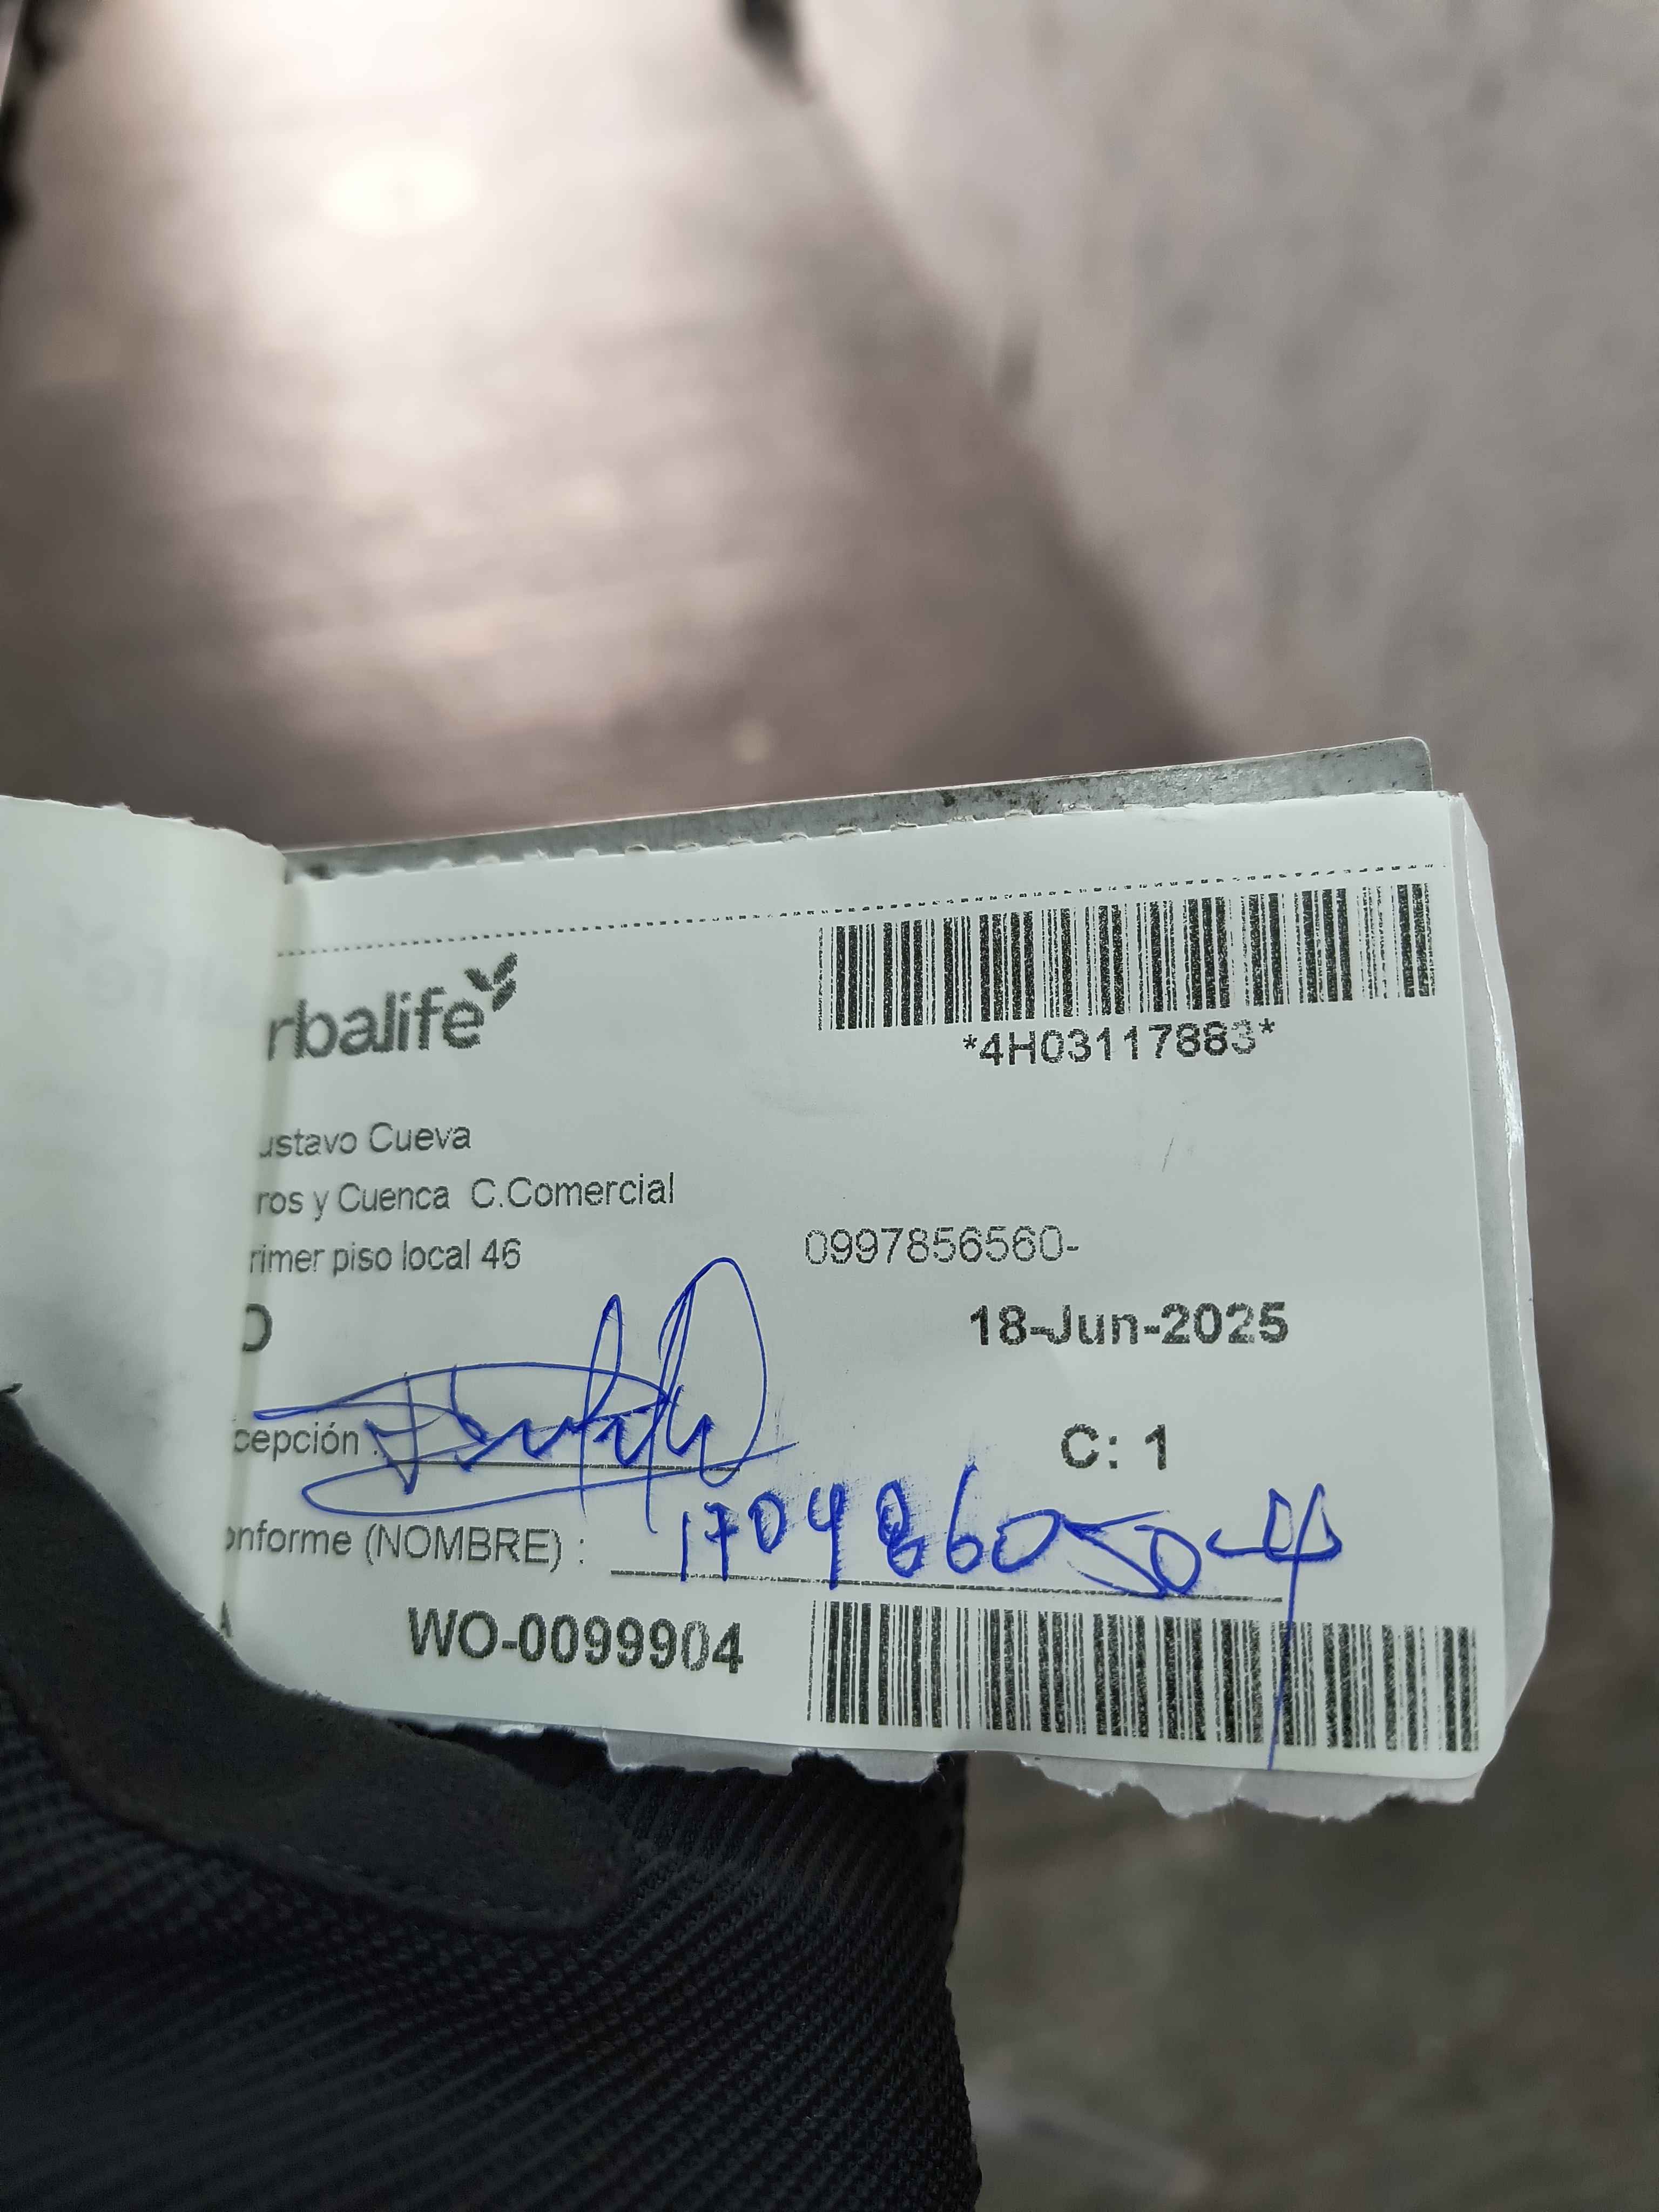 rbalife
*4H03117883*
ustavo Cueva
ros y Cuenca C.Comercial
rimer piso local 46
0997856560-
O
18-Jun-2025
cepción :
C: 1
onforme (NOMBRE) :
WO-0099904